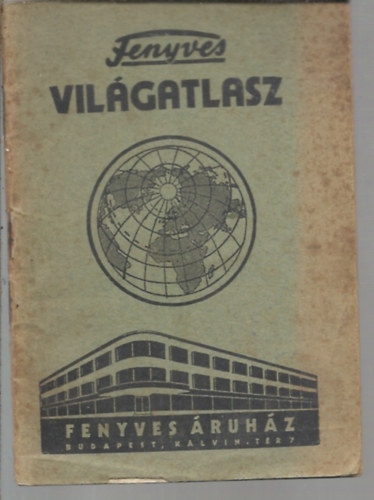 Fenyves
VILÁGATLASZ
FENYVES ÁRUHÁZ
BUDAPEST, KÁLVIN-TÉR 7